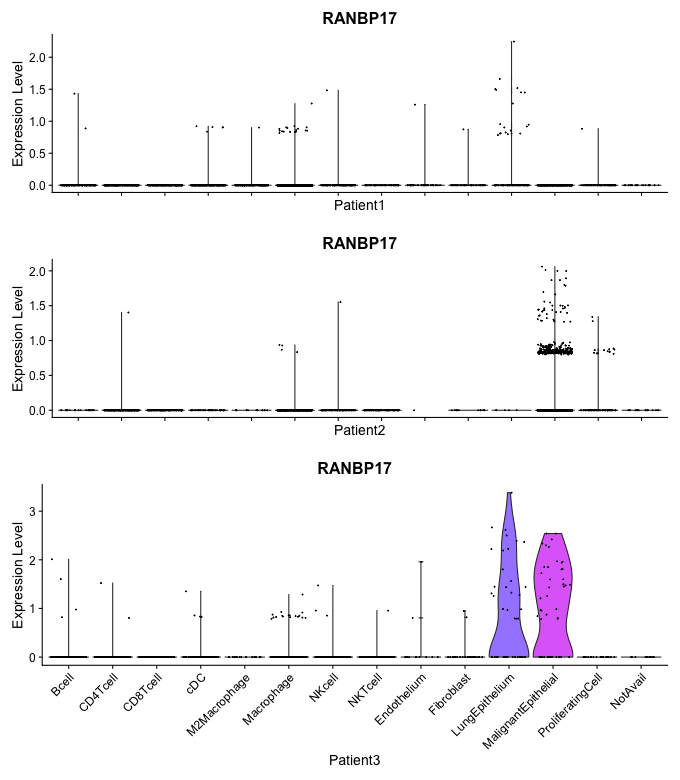 RANBP17
Expression Level
2.0
1.5
1.0
0.5
0.0
Patient1
RANBP17
Expression Level
2.0
1.5
1.0
0.5
0.0
Patient2
RANBP17
Expression Level
3
2
1
0
Bcell
CD4Tcell
CD8Tcell
cDC
M2Macrophage
Macrophage
NKcell
NKTcell
Endothelium
Fibroblast
LungEpithelium
MalignantEpithelial
ProliferatingCell
NotAvail
Patient3